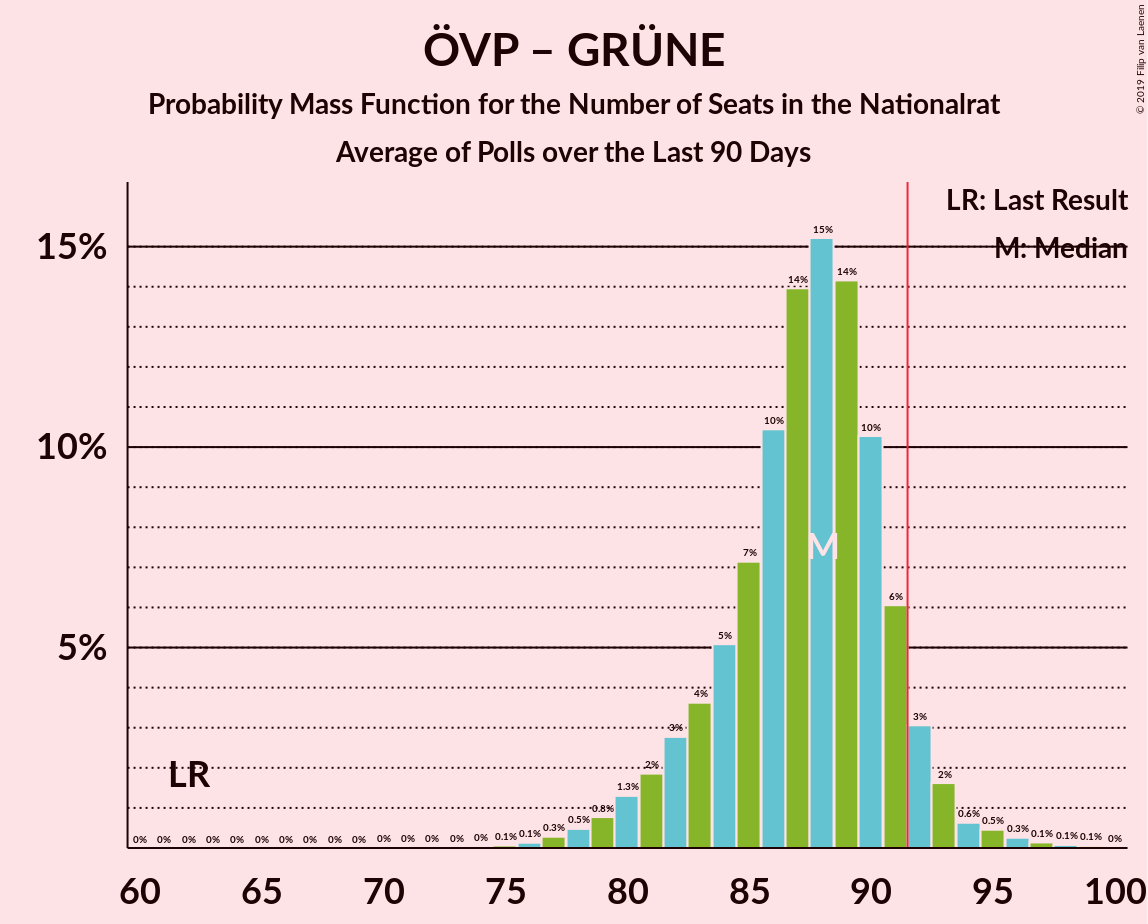 ÖVP – GRÜNE
Probability Mass Function for the Number of Seats in the Nationalrat
Average of Polls over the Last 90 Days
© 2019 Filip van Laenen
LR: Last Result
M: Median
15%
10%
5%
15%
14% 14%
10% 10%
7%
M
6%
5%
4%
3% 3%
2% 2%
LR
1.3%
0.8%
0.6%
0.5% 0.5%
0.3% 0.3%
0% 0% 0% 0% 0% 0% 0% 0% 0% 0% 0% 0% 0% 0% 0% 0.1% 0.1% 0.1% 0.1% 0.1% 0%
60 65 70 75 80 85 90 95 100